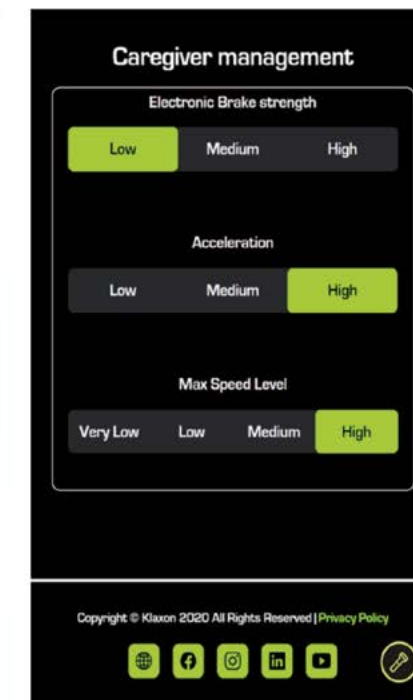 Caregiver management
Electronic Brake strength
Low Medium High
Acceleration
Low Medium High
Max Speed Level
Very Low Low Medium High
Copyright © Klaxon 2020 All Rights Reserved | Privacy Policy